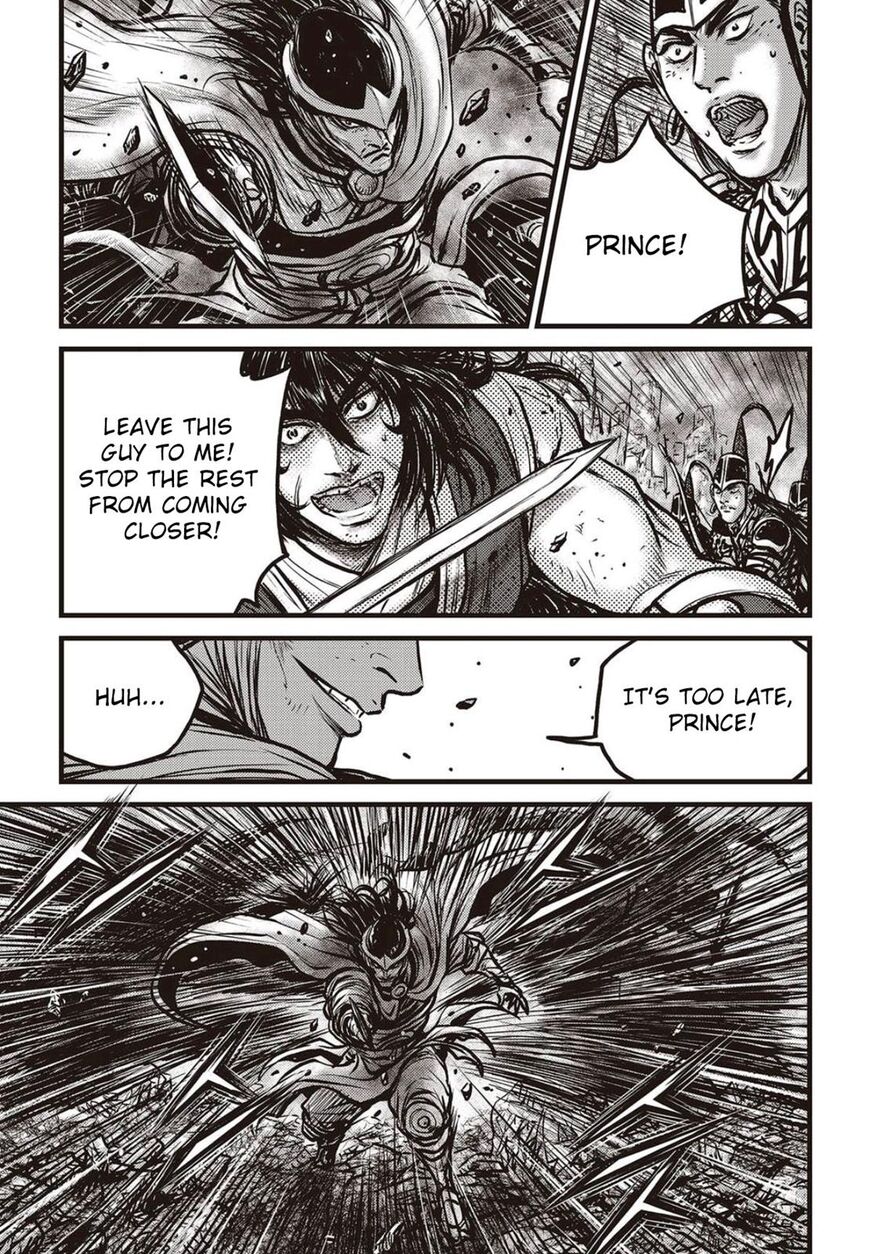 PRINCE!
LEAVE THIS
GUY TO ME!
STOP THE REST
FROM COMING
CLOSER!
IT'S TOO LATE,
PRINCE!
HUH...